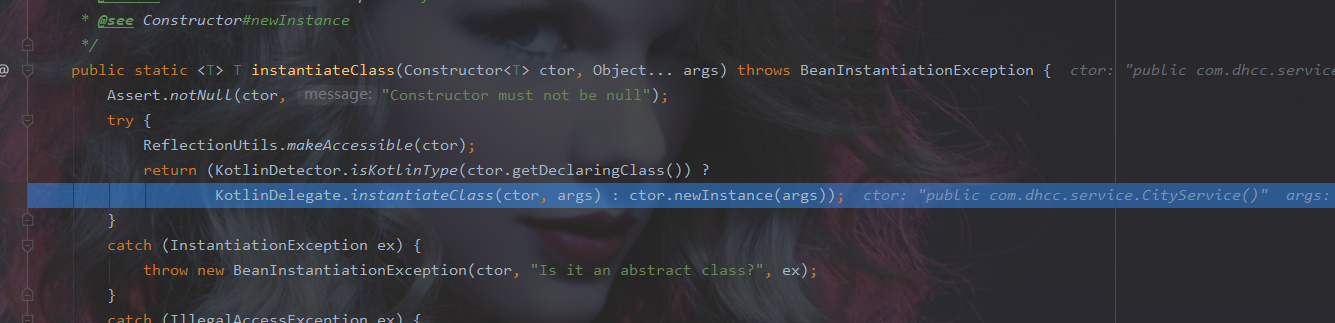 * @see Constructor#newInstance
*/
@ public static <T> T instantiateClass(Constructor<T> ctor, Object... args) throws BeanInstantiationException { ctor: "public com.dhcc.service
Assert.notNull(ctor, message: "Constructor must not be null");
try {
ReflectionUtils.makeAccessible(ctor);
return (KotlinDetector.isKotlinType(ctor.getDeclaringClass()) ?
KotlinDelegate.instantiateClass(ctor, args) : ctor.newInstance(args)); ctor: "public com.dhcc.service.CityService()" args:
}
catch (InstantiationException ex) {
throw new BeanInstantiationException(ctor, "Is it an abstract class?", ex);
}
catch (IllegalAccessException ex) {